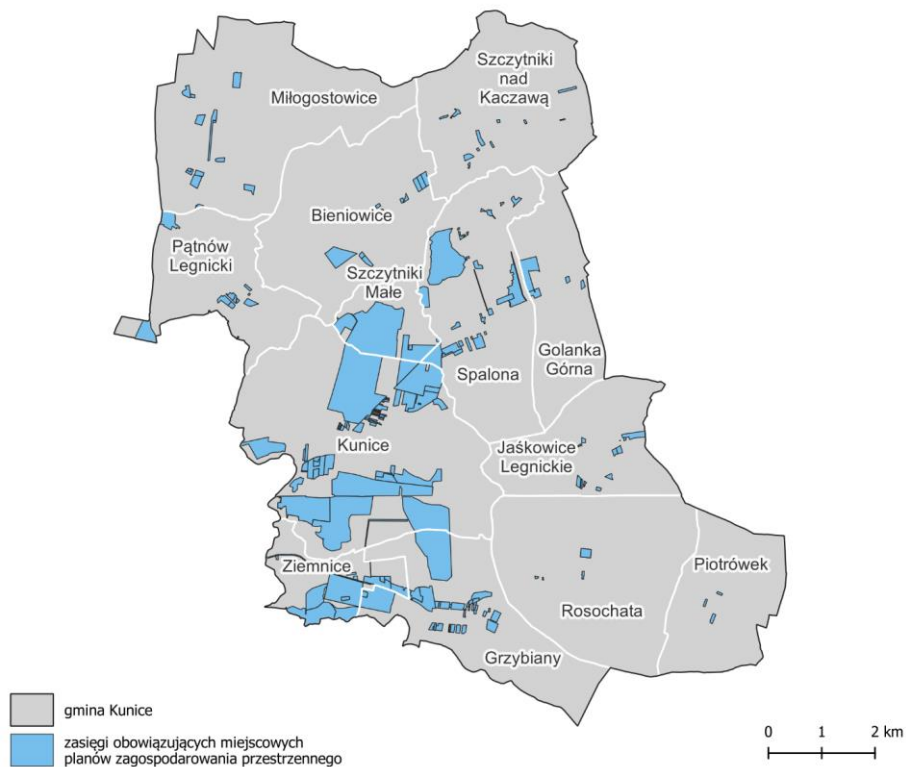 Szczytniki
nad
Kaczawą
Miłogostowice
Bieniowice
Pątnów
Legnicki
Szczytniki
Małe
Golanka
Górna
Spalona
Kunice
Jaśkowice
Legnickie
Ziemnice
Piotrówek
Rosochata
Grzybiany
gmina Kunice
zasięgi obowiązujących miejscowych
planów zagospodarowania przestrzennego
0 1 2 km